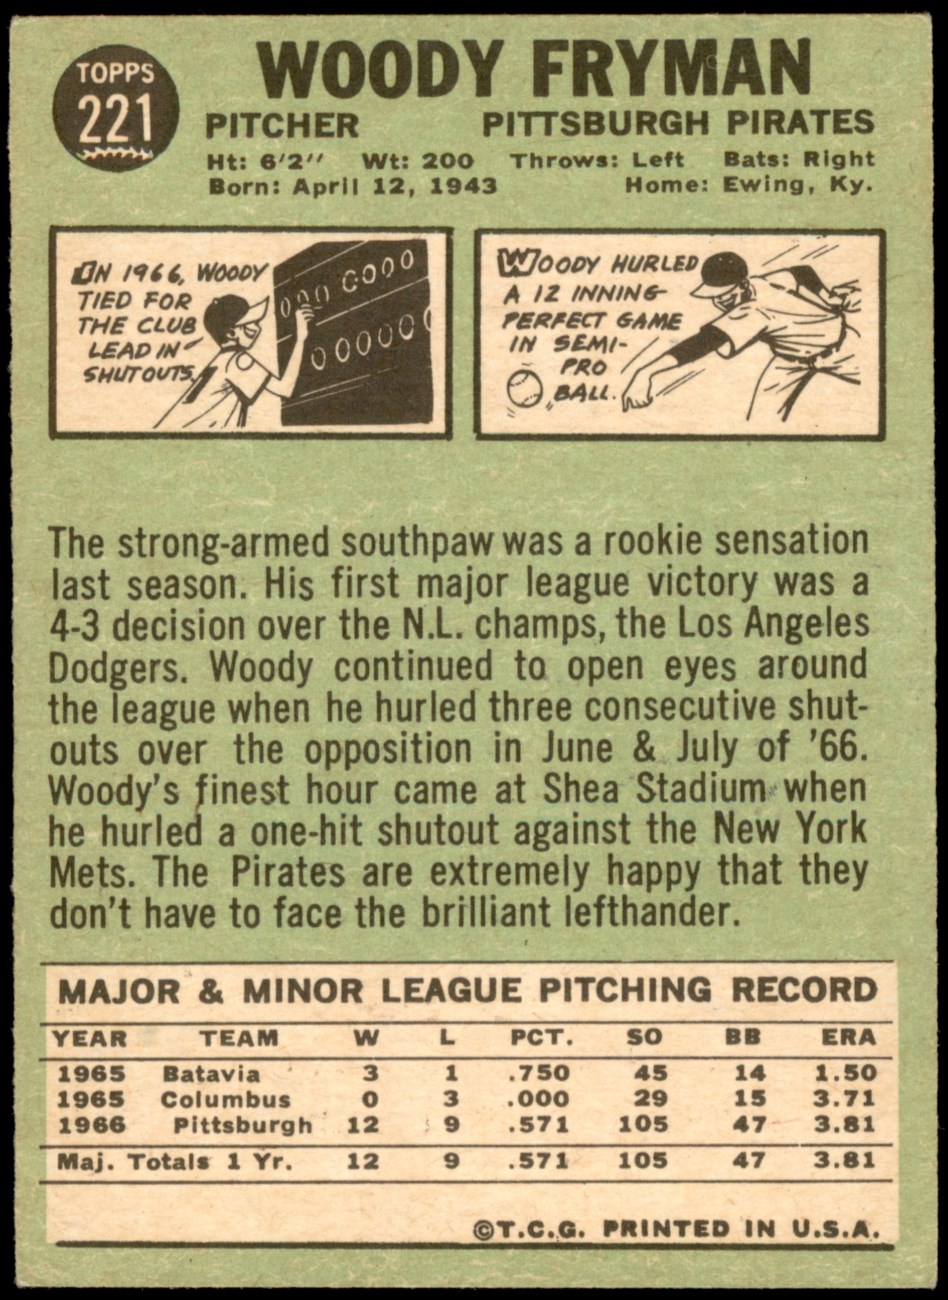 TOPPS
221
WOODY FRYMAN
PITCHER PITTSBURGH PIRATES
Ht: 6'2" Wt: 200 Throws: Left Bats: Right
Born: April 12, 1943 Home: Ewing, Ky.
IN 1966, WOODY
TIED FOR
THE CLUB
LEAD IN
SHUTOUTS.
WOODY HURLED
A 12 INNING
PERFECT GAME
IN SEMI-
PRO
BALL.
The strong-armed southpaw was a rookie sensation
last season. His first major league victory was a
4-3 decision over the N.L. champs, the Los Angeles
Dodgers. Woody continued to open eyes around
the league when he hurled three consecutive shut-
outs over the opposition in June & July of '66.
Woody's finest hour came at Shea Stadium when
he hurled a one-hit shutout against the New York
Mets. The Pirates are extremely happy that they
don't have to face the brilliant lefthander.
MAJOR & MINOR LEAGUE PITCHING RECORD
YEAR TEAM W L PCT. SO BB ERA
1965 Batavia 3 1 .750 45 14 1.50
1965 Columbus 0 3 .000 29 15 3.71
1966 Pittsburgh 12 9 .571 105 47 3.81
Maj. Totals 1 Yr. 12 9 .571 105 47 3.81
©T.C.G. PRINTED IN U.S.A.